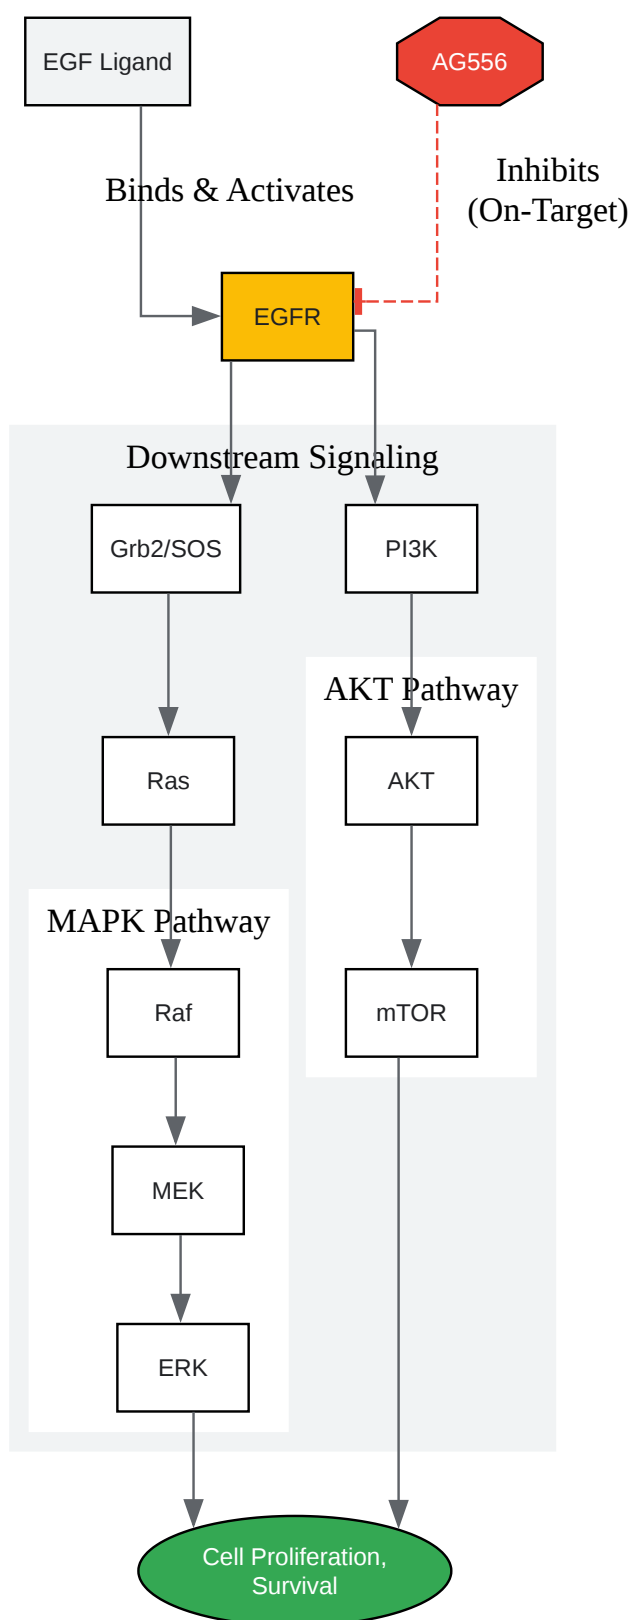 EGF Ligand
AG556
Binds & Activates
Inhibits
(On-Target)
EGFR
Downstream Signaling
Grb2/SOS
PI3K
AKT Pathway
Ras
AKT
MAPK Pathway
Raf
mTOR
MEK
ERK
Cell Proliferation,
Survival